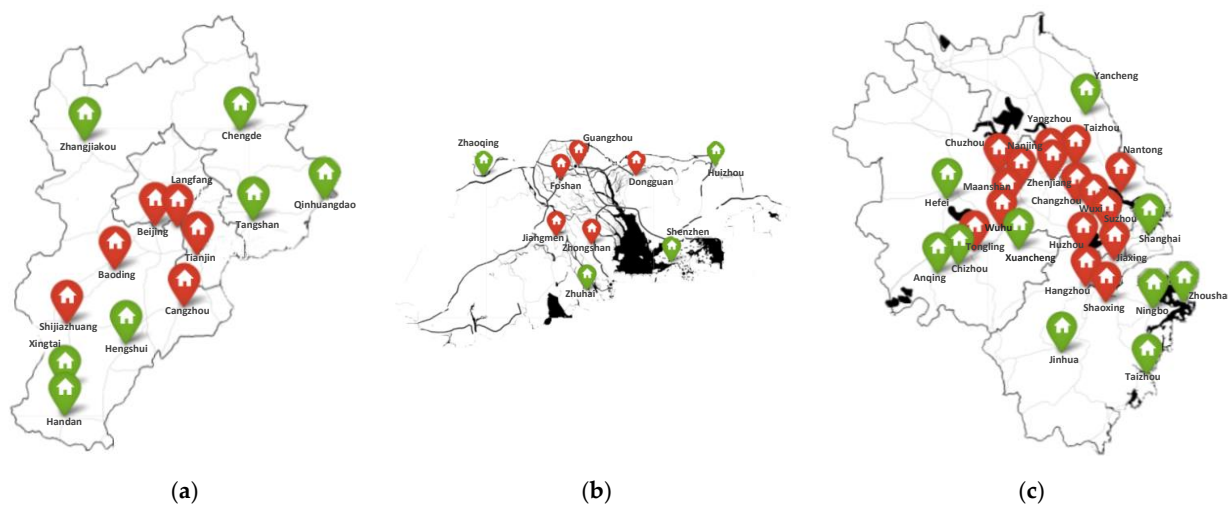 Zhangjiakou
Chengde
Langfang
Qinhuangdao
Tangshan
Beijing
Tianjin
Baoding
Cangzhou
Shijiazhuang
Xingtai
Hengshui
Handan
(a)
Guangzhou
Zhaoqing
Huizhou
Foshan
Dongguan
Jiangmen
Zhongshan
Shenzhen
Zhuhai
(b)
Yancheng
Yangzhou
Taizhou
Chuzhou
Nanjing
Nantong
Zhenjiang
Maanshan
Hefei
Changzhou
Wuxi
Suzhou
Wuhu
Shanghai
Tongling
Huzhou
Xuancheng
Jiaxing
Chizhou
Anqing
Hangzhou
Zhousha
Shaoxing
Ningbo
Jinhua
Taizhou
(c)